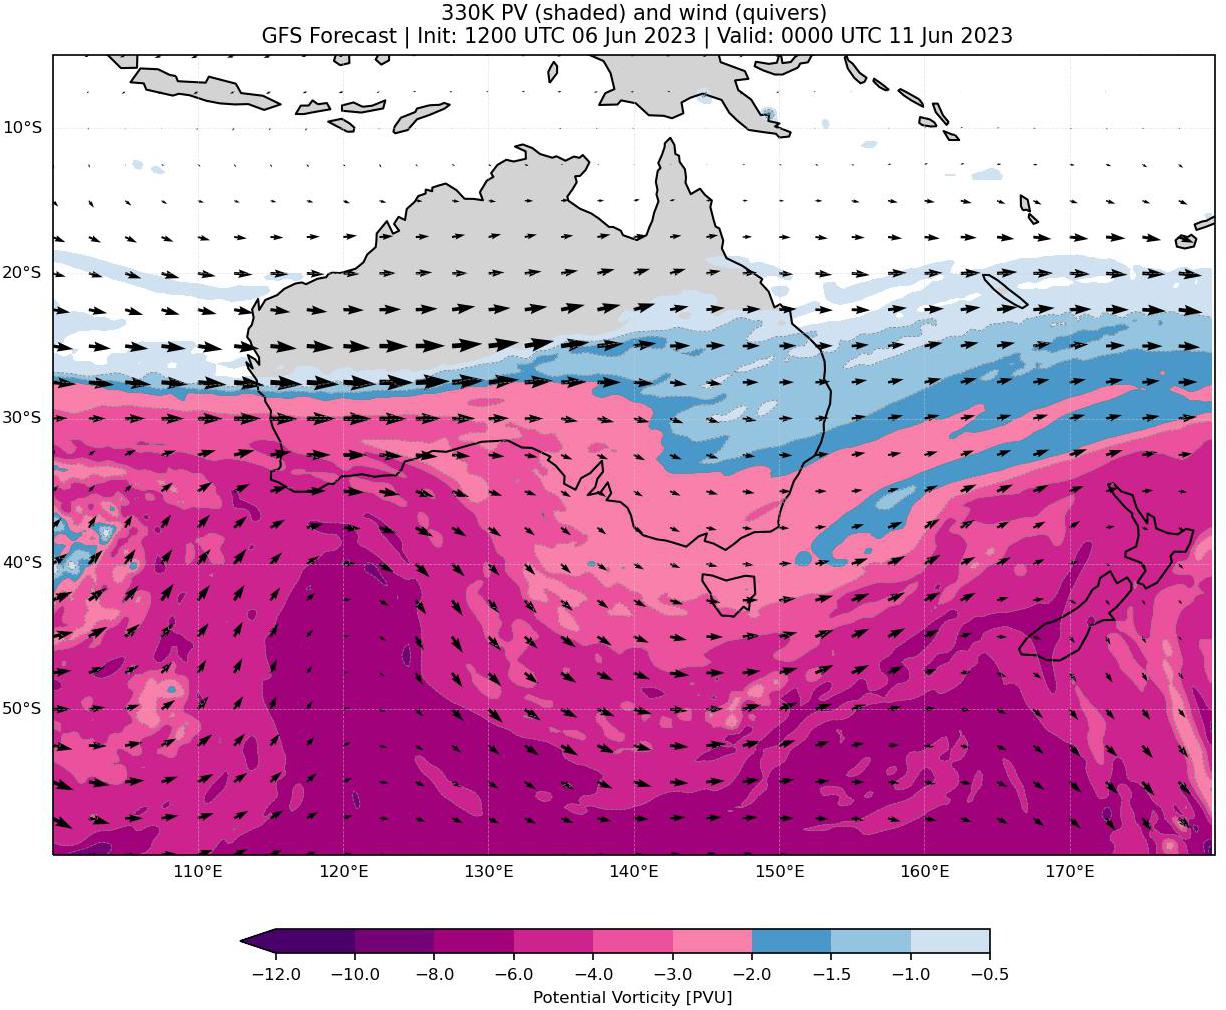 330K PV (shaded) and wind (quivers)
GFS Forecast | Init: 1200 UTC 06 Jun 2023 | Valid: 0000 UTC 11 Jun 2023
10°S
20°S
30°S
40°S
50°S
110°E 120°E 130°E 140°E 150°E 160°E 170°E
−12.0 −10.0 −8.0 −6.0 −4.0 −3.0 −2.0 −1.5 −1.0 −0.5
Potential Vorticity [PVU]